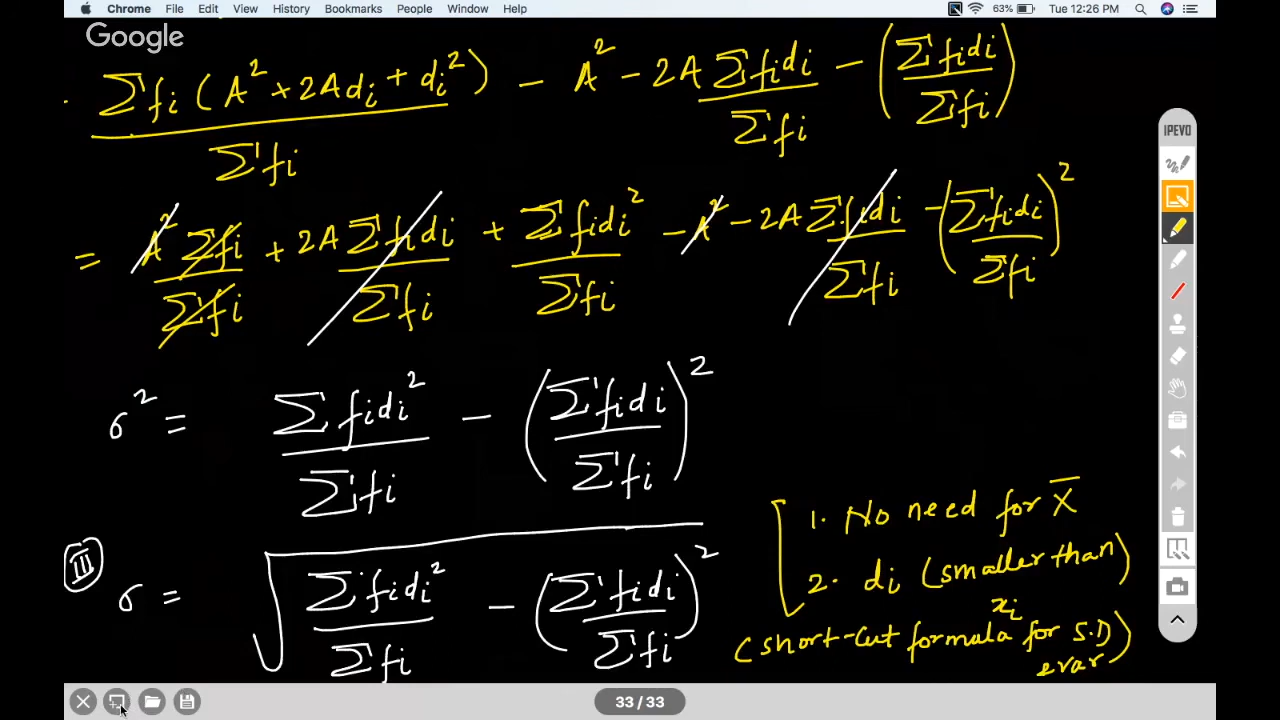 Chrome File Edit View History Bookmarks People Window Help 63% Tue 12:26 PM
Google
Σfi (A² + 2Adi + di²) / Σfi − A² − 2A Σfidi / Σfi − (Σfidi / Σfi)
= A² Σfi / Σfi + 2A Σfidi / Σfi + Σfidi² / Σfi − A² − 2A Σfidi / Σfi − (Σfidi / Σfi)²
σ² = Σfidi² / Σfi − (Σfidi / Σfi)²
III σ = √(Σfidi² / Σfi − (Σfidi / Σfi)²)
1. No need for X̅
2. di (smaller than xi)
(short-cut formula for S.D
&var)
IPEVO
33 / 33